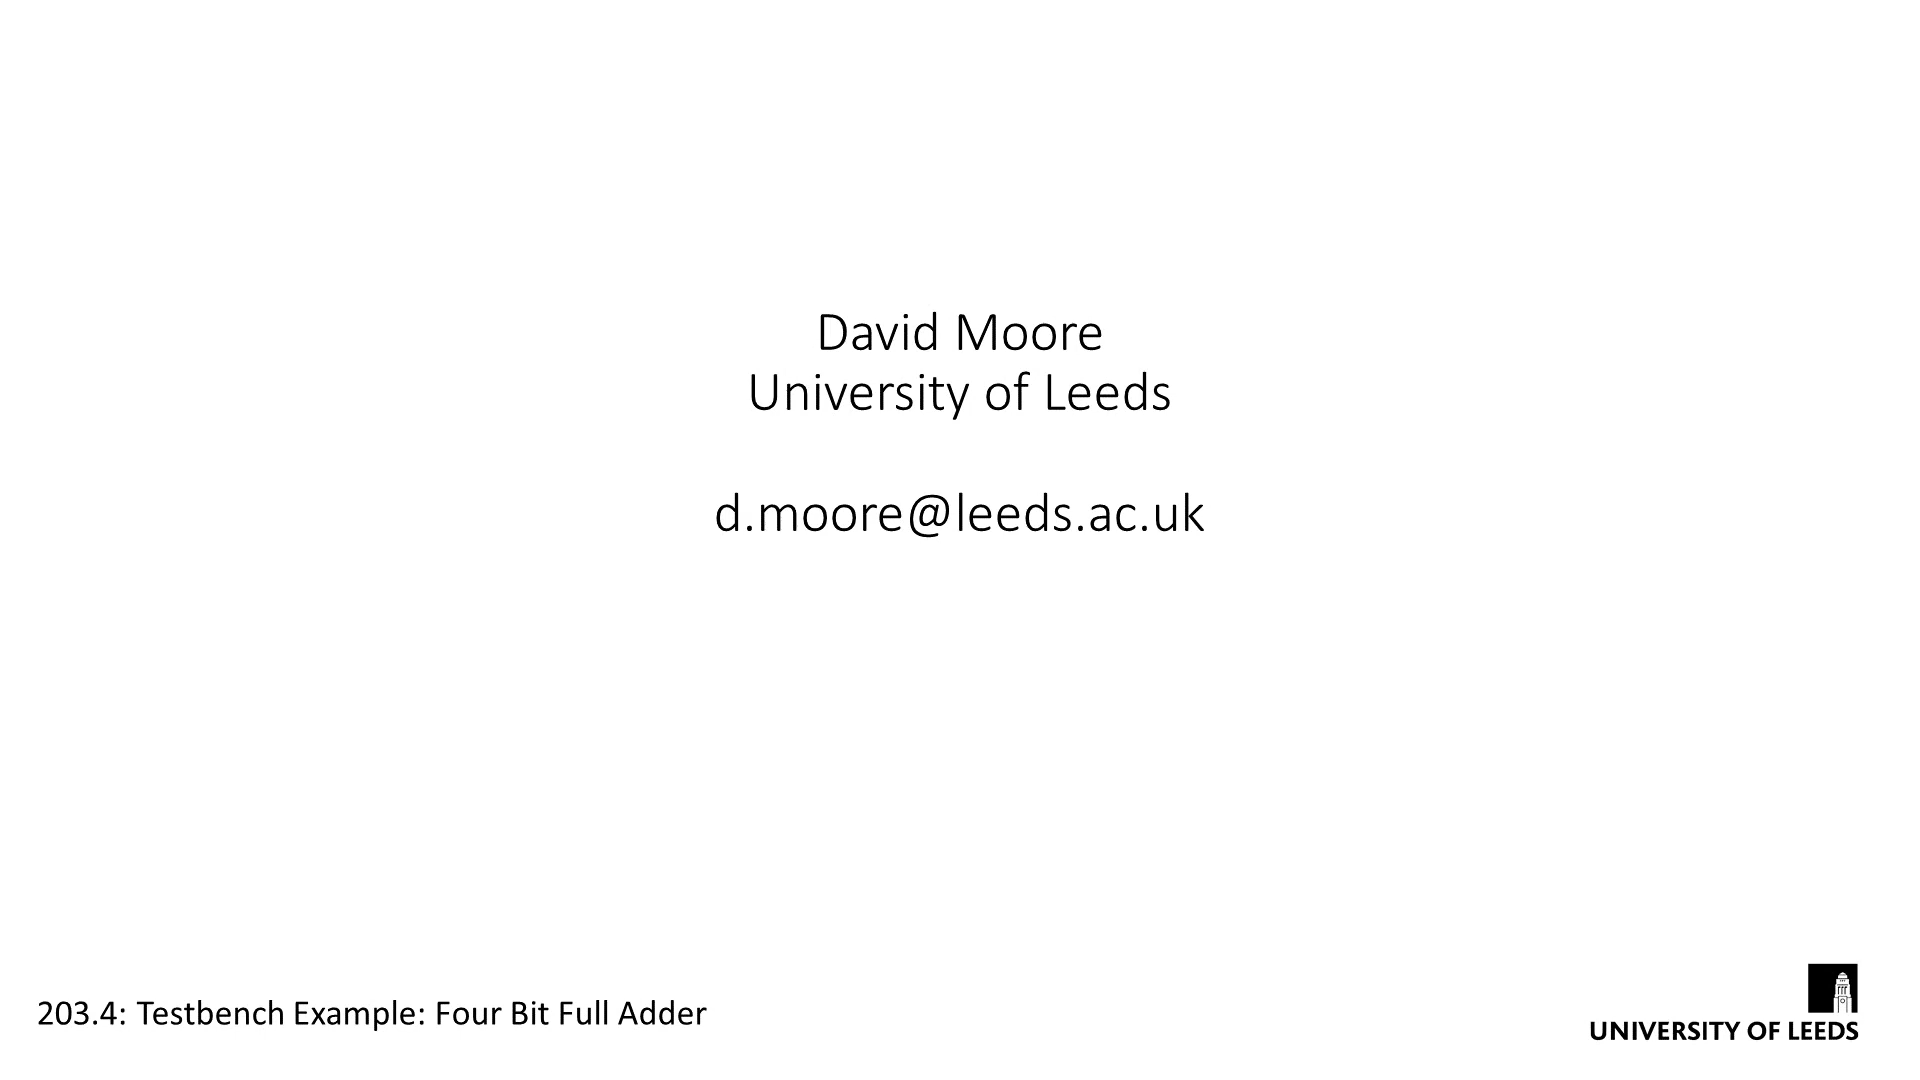 David Moore
University of Leeds
d.moore@leeds.ac.uk
203.4: Testbench Example: Four Bit Full Adder
UNIVERSITY OF LEEDS